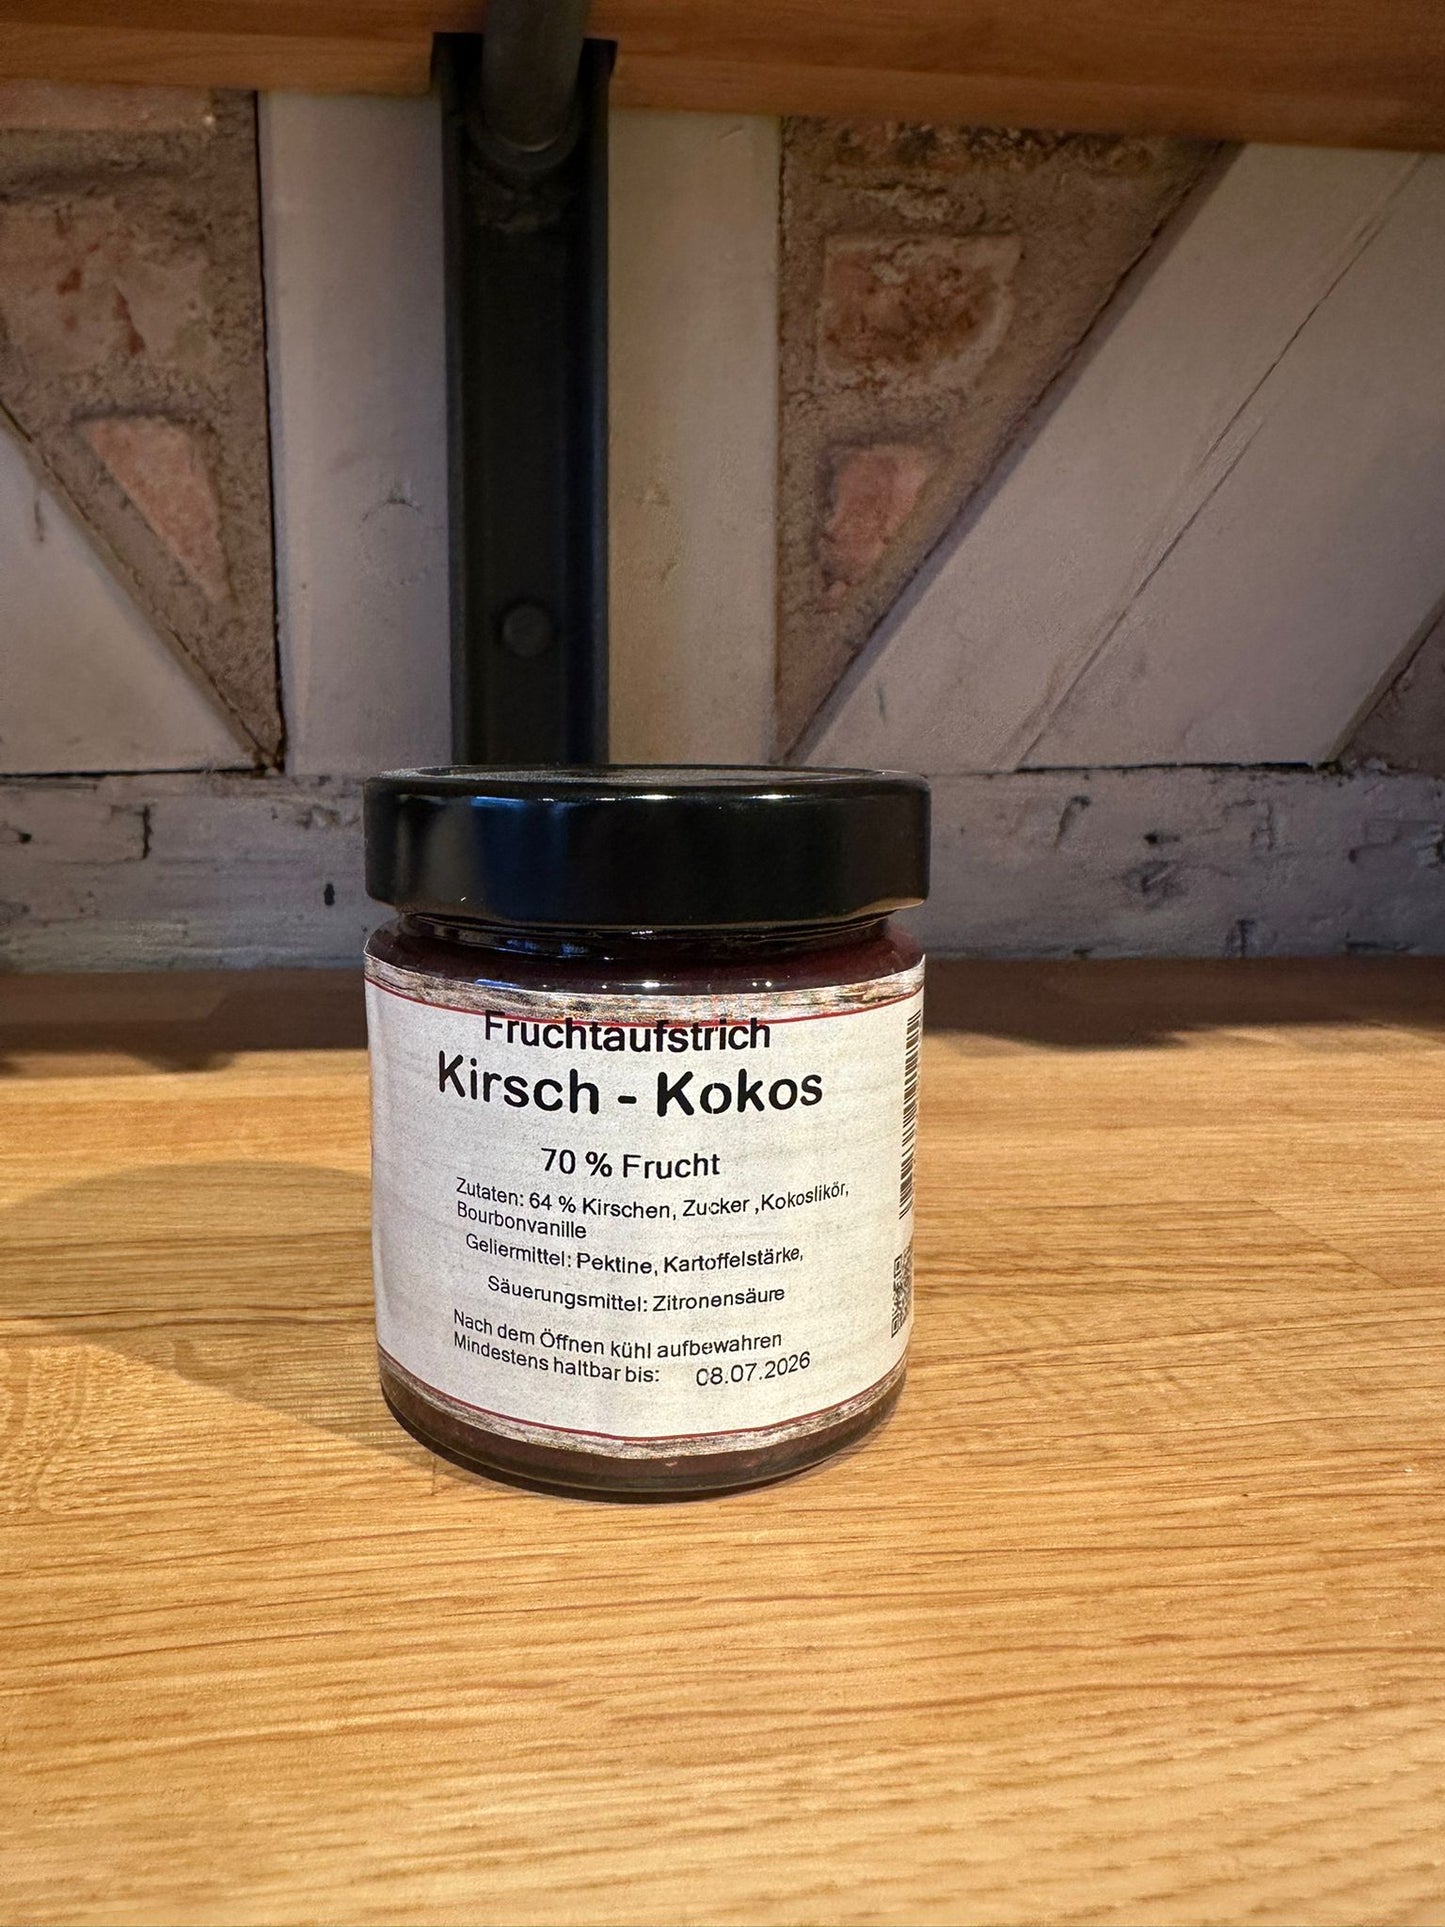 Fruchtaufstrich
Kirsch - Kokos
70 % Frucht
Zutaten: 64 % Kirschen, Zucker ,Kokoslikör,
Bourbonvanille
Geliermittel: Pektine, Kartoffelstärke,
Säuerungsmittel: Zitronensäure
Nach dem Öffnen kühl aufbewahren
Mindestens haltbar bis: 08.07.2026